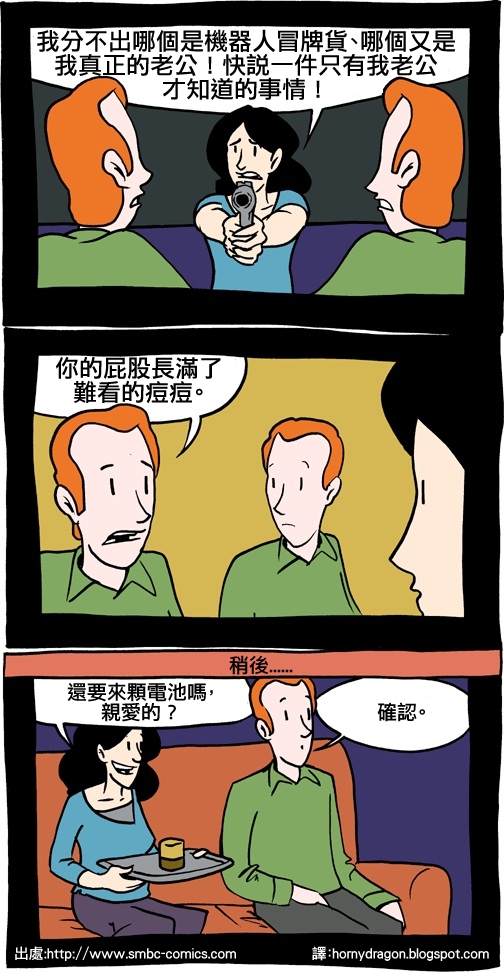 我分不出哪個是機器人冒牌貨、哪個又是
我真正的老公！快説一件只有我老公
才知道的事情！
你的屁股長滿了
難看的痘痘。
稍後......
還要來顆電池嗎，
親愛的？
確認。
出處:http://www.smbc-comics.com
譯:hornydragon.blogspot.com